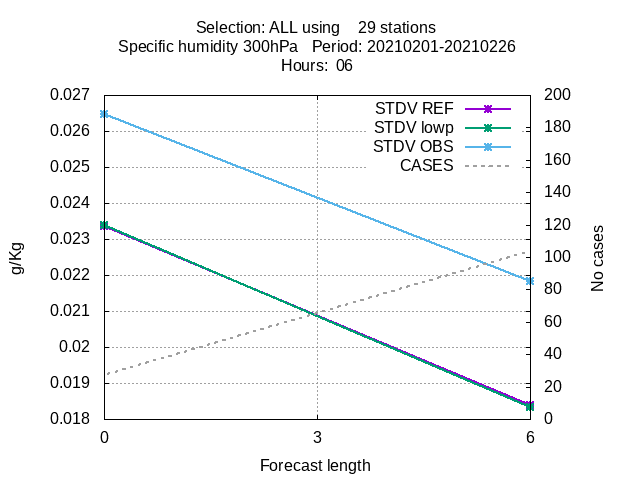 Selection: ALL using    29 stations
Specific humidity 300hPa   Period: 20210201-20210226
Hours:  06
0.027
0.026
0.025
0.024
0.023
0.022
0.021
0.02
0.019
0.018
g/Kg
STDV REF
STDV lowp
STDV OBS
CASES
200
180
160
140
120
100
80
60
40
20
0
No cases
0 3 6
Forecast length